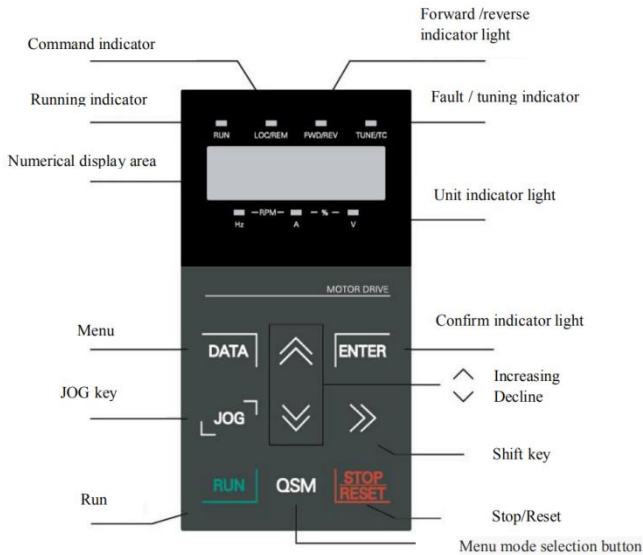 Forward /reverse
indicator light
Command indicator
Running indicator
Fault / tuning indicator
RUN LOC/REM FWD/REV TUNE/TC
Numerical display area
Unit indicator light
RPM %
Hz A V
MOTOR DRIVE
Menu
Confirm indicator light
DATA ENTER
Increasing
Decline
JOG key
JOG
Shift key
RUN QSM STOP
RESET
Run
Stop/Reset
Menu mode selection button